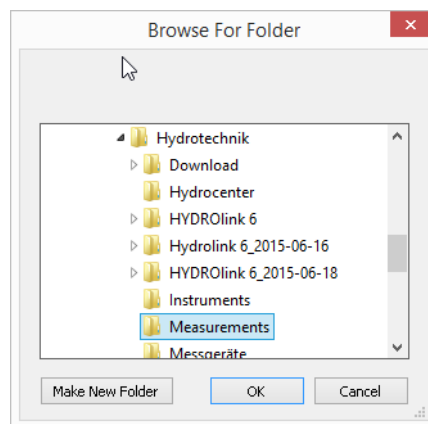 Browse For Folder
Hydrotechnik
Download
Hydrocenter
HYDROlink 6
Hydrolink 6_2015-06-16
HYDROlink 6_2015-06-18
Instruments
Measurements
Messgeräte
Make New Folder
OK
Cancel